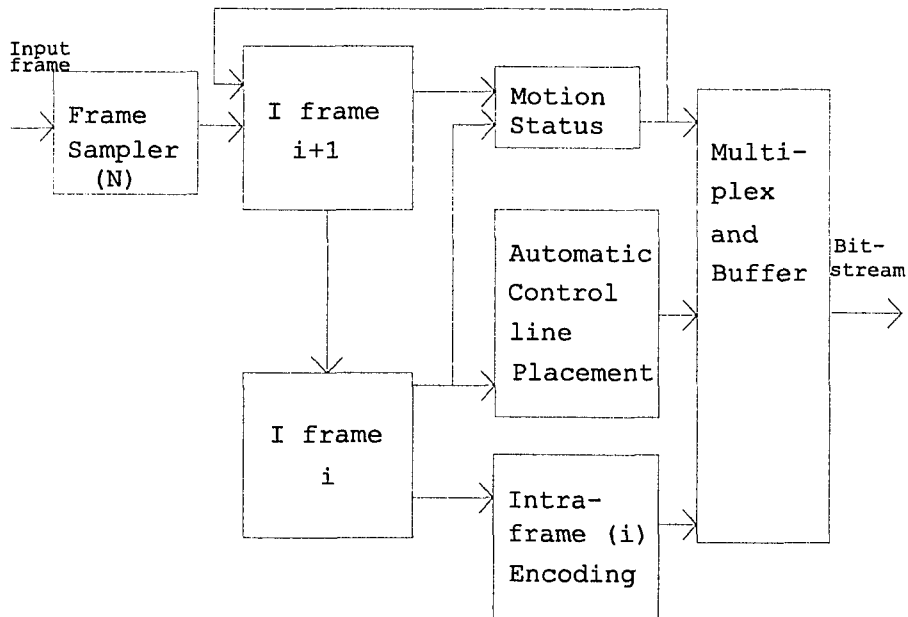 Input
frame
Frame
Sampler
(N)
I frame
i+1
Motion
Status
Multi-
plex
and
Buffer
Bit-
stream
Automatic
Control
line
Placement
I frame
i
Intra-
frame (i)
Encoding